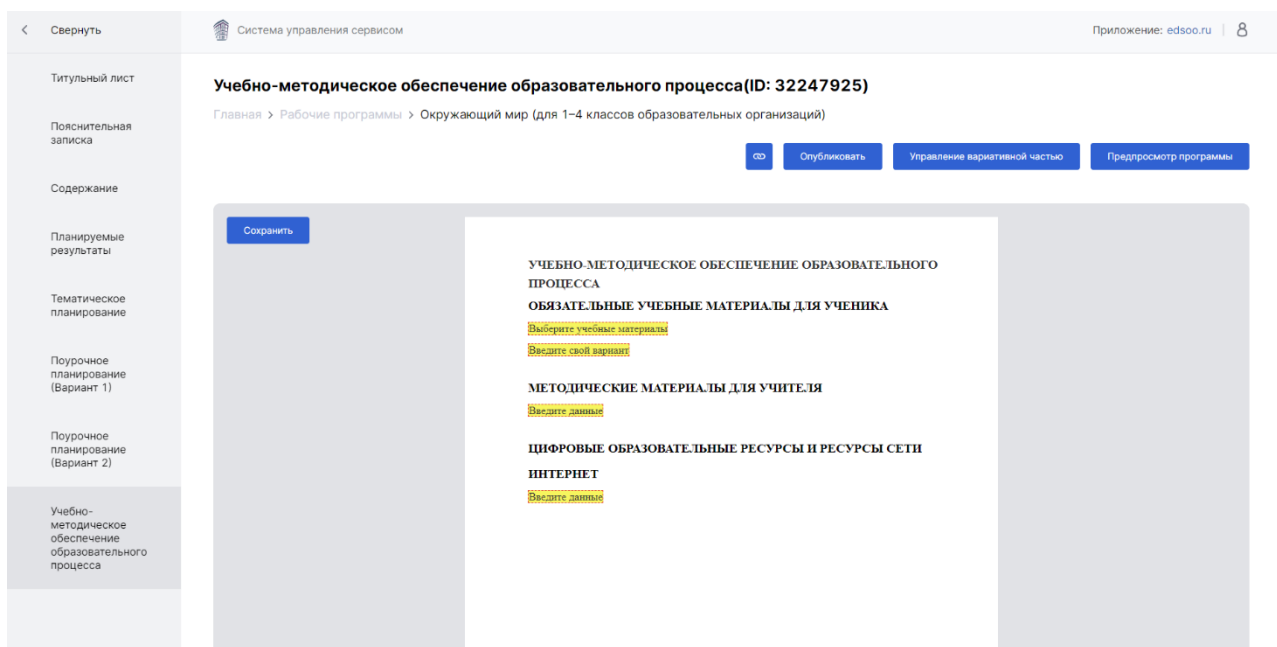 Свернуть
Система управления сервисом
Приложение: edsoo.ru
Титульный лист
Пояснительная
записка
Содержание
Планируемые
результаты
Тематическое
планирование
Поурочное
планирование
(Вариант 1)
Поурочное
планирование
(Вариант 2)
Учебно-
методическое
обеспечение
образовательного
процесса
Учебно-методическое обеспечение образовательного процесса(ID: 32247925)
Главная > Рабочие программы > Окружающий мир (для 1–4 классов образовательных организаций)
Опубликовать
Управление вариативной частью
Предпросмотр программы
Сохранить
УЧЕБНО-МЕТОДИЧЕСКОЕ ОБЕСПЕЧЕНИЕ ОБРАЗОВАТЕЛЬНОГО
ПРОЦЕССА
ОБЯЗАТЕЛЬНЫЕ УЧЕБНЫЕ МАТЕРИАЛЫ ДЛЯ УЧЕНИКА
Выберите учебные материалы
Введите свой вариант
МЕТОДИЧЕСКИЕ МАТЕРИАЛЫ ДЛЯ УЧИТЕЛЯ
Введите данные
ЦИФРОВЫЕ ОБРАЗОВАТЕЛЬНЫЕ РЕСУРСЫ И РЕСУРСЫ СЕТИ
ИНТЕРНЕТ
Введите данные